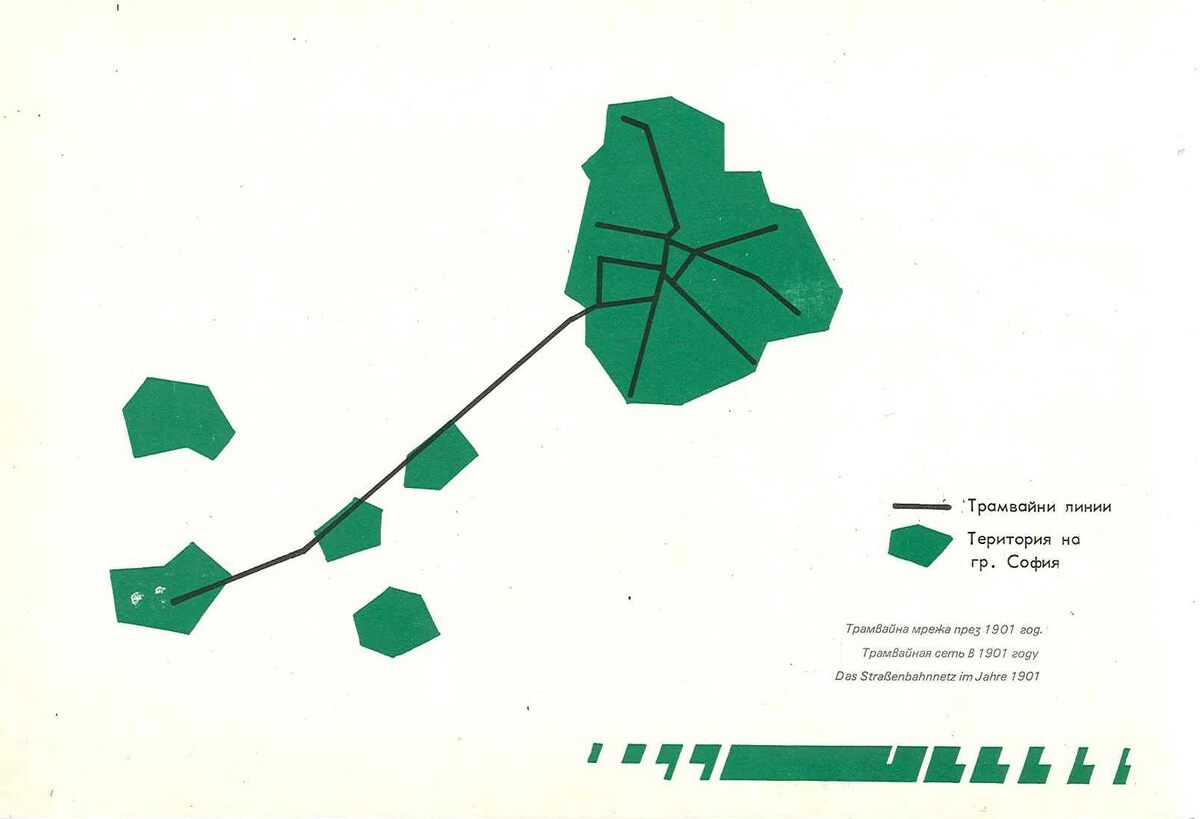 Трамвайни линии
Територия на
гр. София
Трамвайна мрежа през 1901 год.
Трамвайная сеть в 1901 году
Das Straßenbahnnetz im Jahre 1901